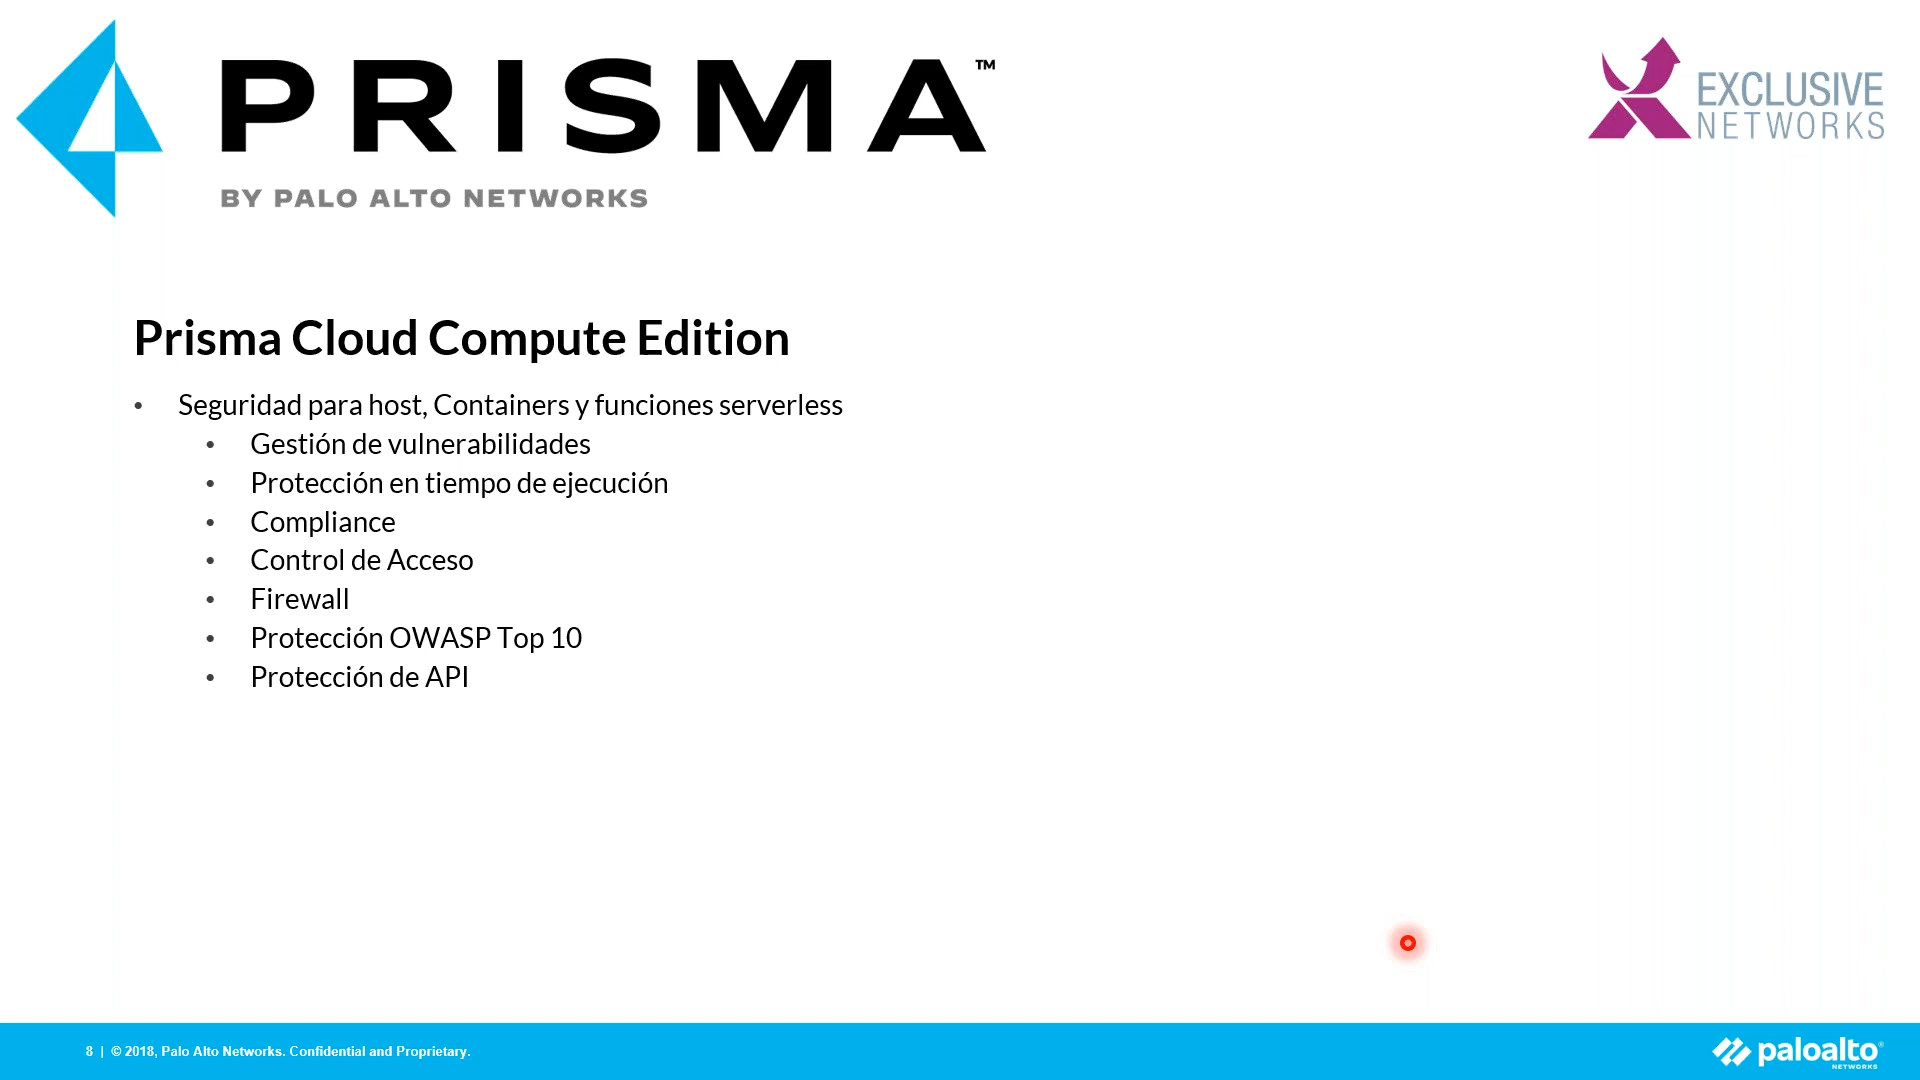 PRISMA™
BY PALO ALTO NETWORKS
EXCLUSIVE
NETWORKS
Prisma Cloud Compute Edition
• Seguridad para host, Containers y funciones serverless
• Gestión de vulnerabilidades
• Protección en tiempo de ejecución
• Compliance
• Control de Acceso
• Firewall
• Protección OWASP Top 10
• Protección de API
8 | © 2018, Palo Alto Networks. Confidential and Proprietary.
paloalto®
NETWORKS